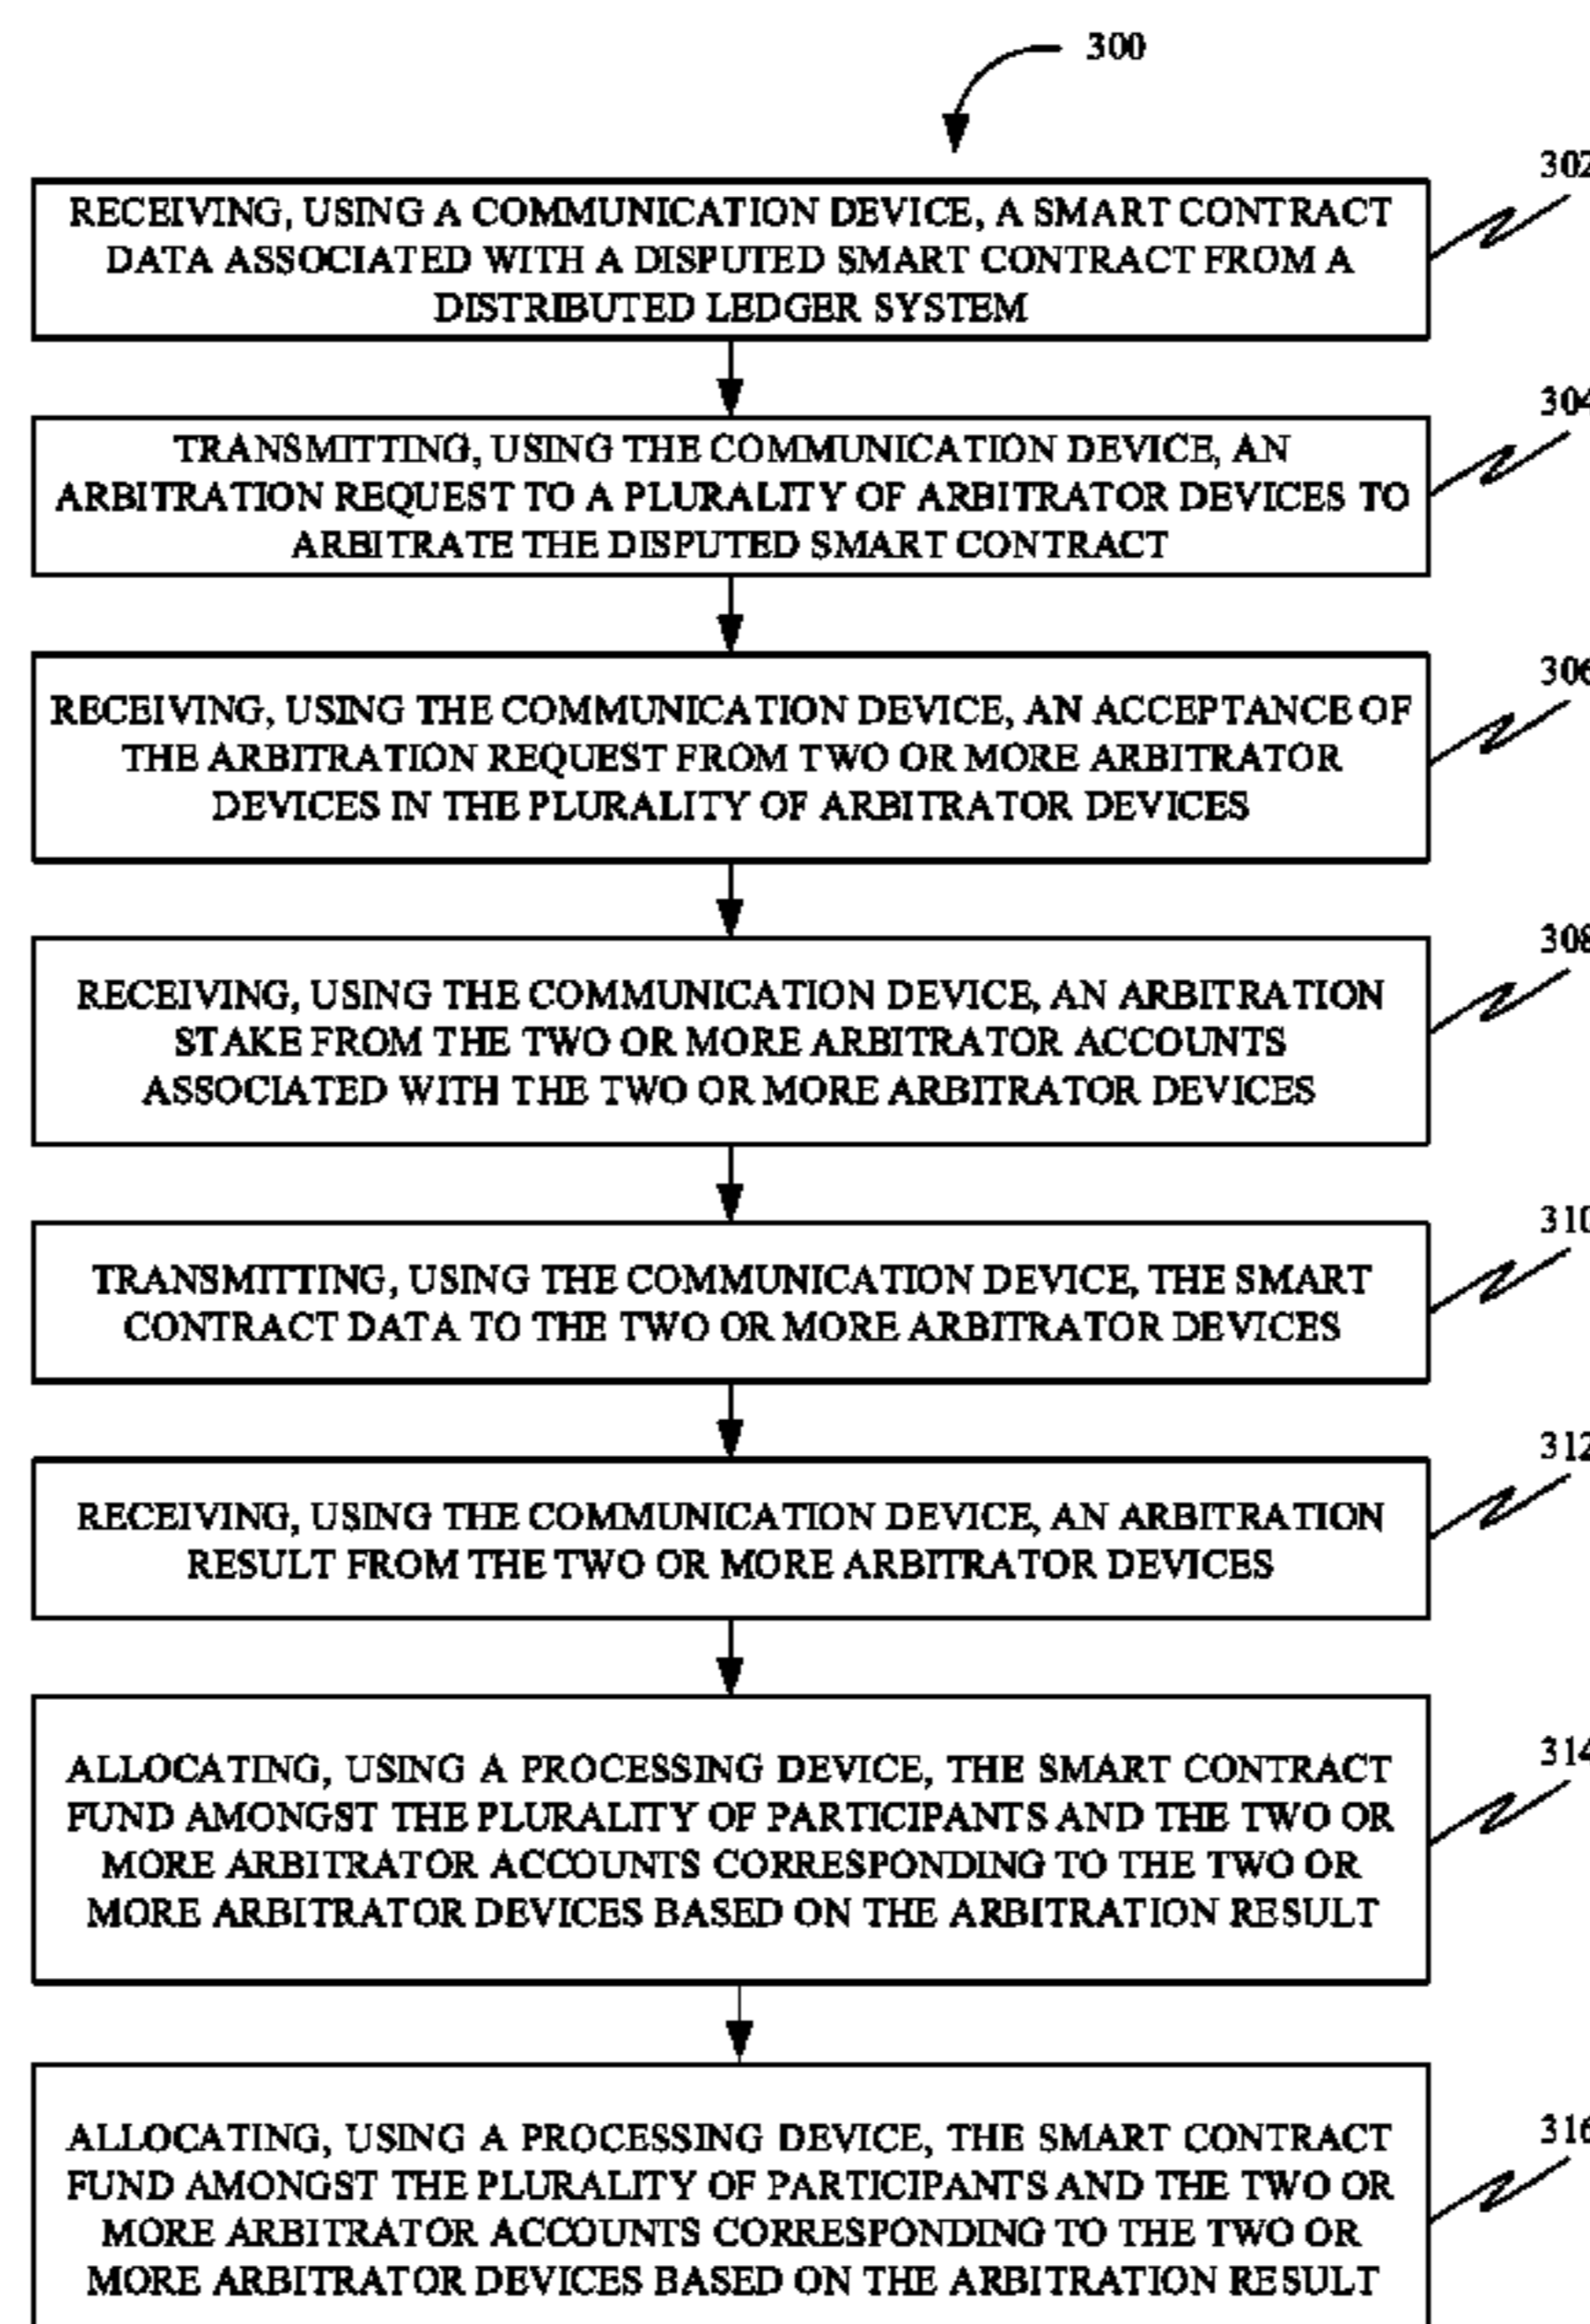 300
302
RECEIVING, USING A COMMUNICATION DEVICE, A SMART CONTRACT
DATA ASSOCIATED WITH A DISPUTED SMART CONTRACT FROM A
DISTRIBUTED LEDGER SYSTEM
304
TRANSMITTING, USING THE COMMUNICATION DEVICE, AN
ARBITRATION REQUEST TO A PLURALITY OF ARBITRATOR DEVICES TO
ARBITRATE THE DISPUTED SMART CONTRACT
306
RECEIVING, USING THE COMMUNICATION DEVICE, AN ACCEPTANCE OF
THE ARBITRATION REQUEST FROM TWO OR MORE ARBITRATOR
DEVICES IN THE PLURALITY OF ARBITRATOR DEVICES
308
RECEIVING, USING THE COMMUNICATION DEVICE, AN ARBITRATION
STAKE FROM THE TWO OR MORE ARBITRATOR ACCOUNTS
ASSOCIATED WITH THE TWO OR MORE ARBITRATOR DEVICES
310
TRANSMITTING, USING THE COMMUNICATION DEVICE, THE SMART
CONTRACT DATA TO THE TWO OR MORE ARBITRATOR DEVICES
312
RECEIVING, USING THE COMMUNICATION DEVICE, AN ARBITRATION
RESULT FROM THE TWO OR MORE ARBITRATOR DEVICES
314
ALLOCATING, USING A PROCESSING DEVICE, THE SMART CONTRACT
FUND AMONGST THE PLURALITY OF PARTICIPANTS AND THE TWO OR
MORE ARBITRATOR ACCOUNTS CORRESPONDING TO THE TWO OR
MORE ARBITRATOR DEVICES BASED ON THE ARBITRATION RESULT
316
ALLOCATING, USING A PROCESSING DEVICE, THE SMART CONTRACT
FUND AMONGST THE PLURALITY OF PARTICIPANTS AND THE TWO OR
MORE ARBITRATOR ACCOUNTS CORRESPONDING TO THE TWO OR
MORE ARBITRATOR DEVICES BASED ON THE ARBITRATION RESULT